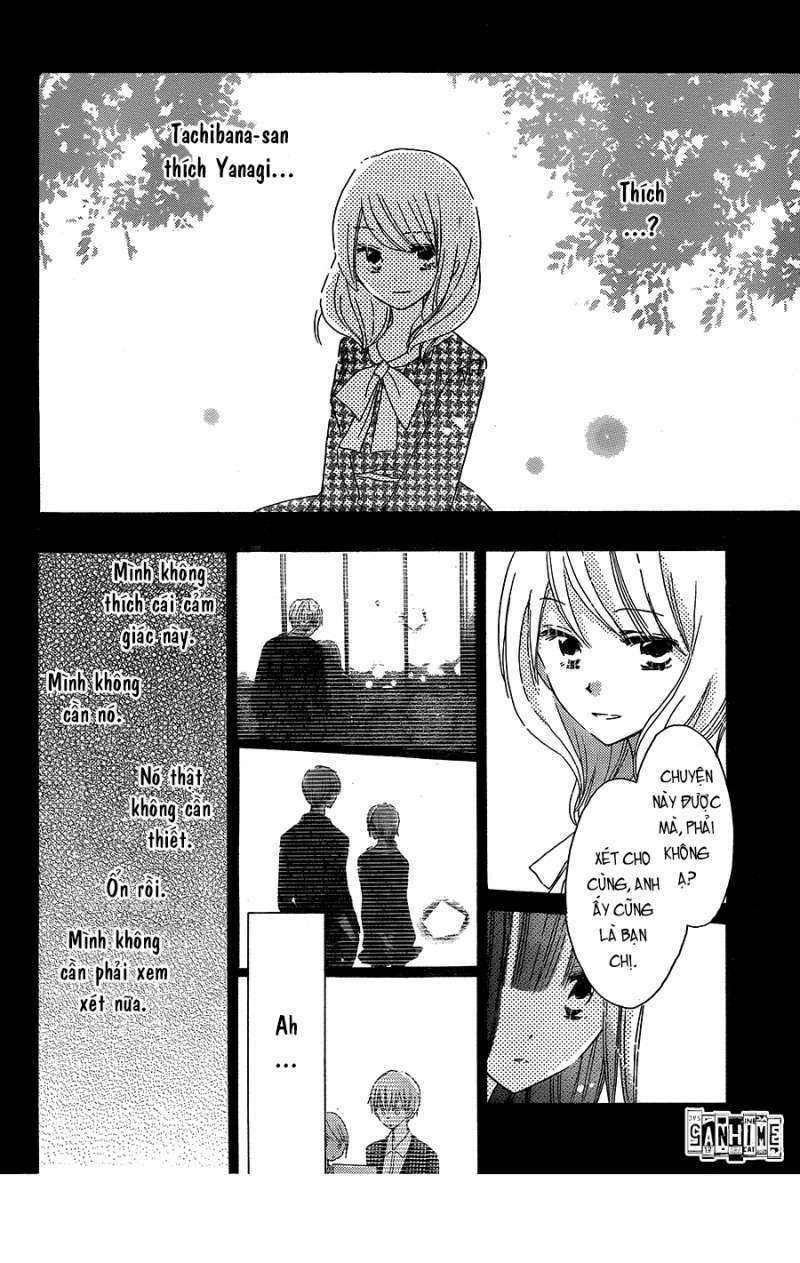 Thích
...?
Tachibana-san
thích Yanagi...
CHUYỆN
NÀY ĐƯỢC
MÀ, PHẢI
KHÔNG
Ạ?
XÉT CHO
CÙNG, ANH
ẤY CŨNG
LÀ BẠN
CHỊ.
Ah
...
Mình không
thích cái cảm
giác này.
Mình không
cần nó.
Nó thật
không cần
thiết.
Ổn rồi.
Mình không
cần phải xem
xét nữa.
SANHIME